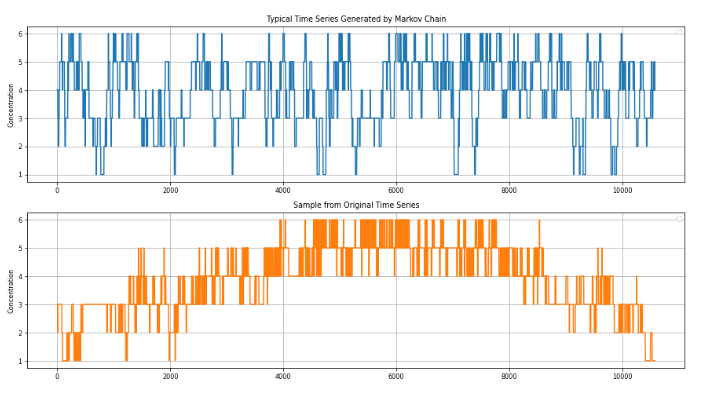 Typical Time Series Generated by Markov Chain
6
5
4
3
2
1
Concentration
0 2000 4000 6000 8000 10000
Sample from Original Time Series
6
5
4
3
2
1
Concentration
0 2000 4000 6000 8000 10000